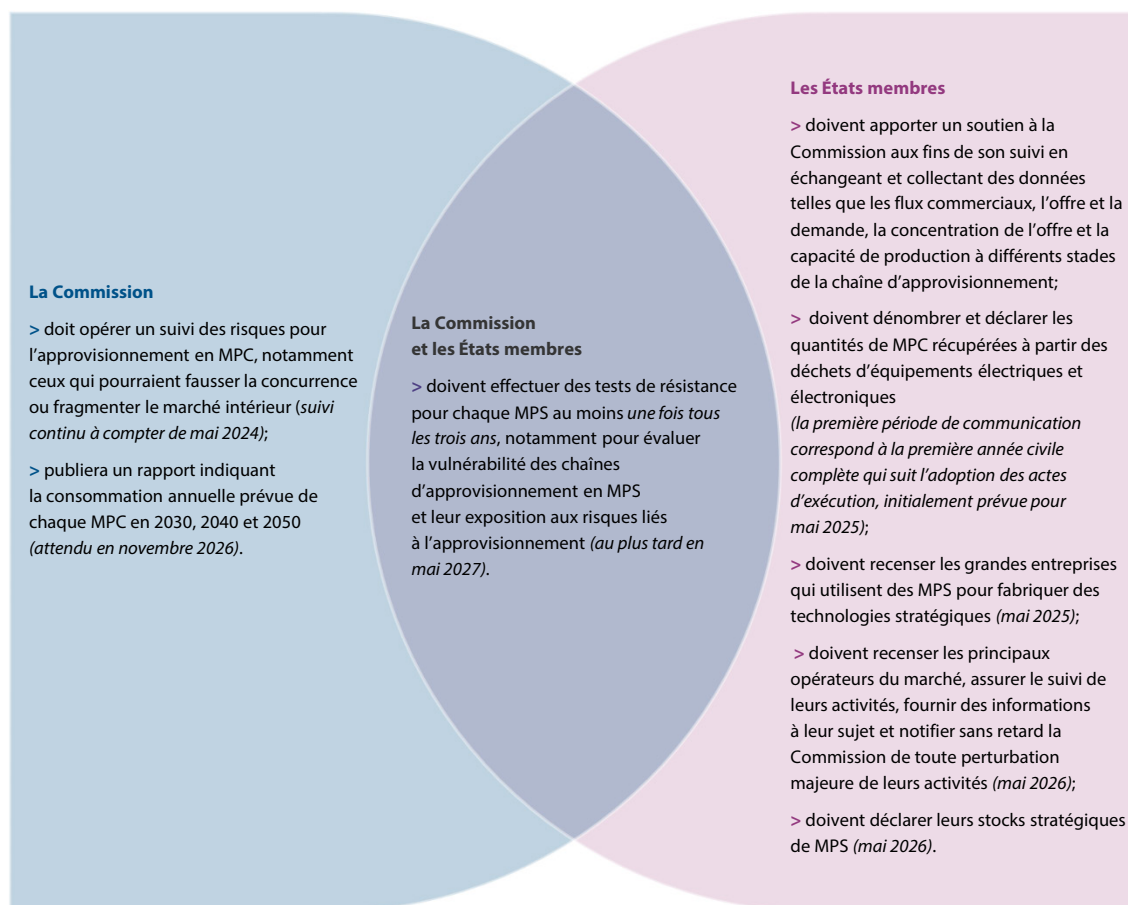 La Commission
> doit opérer un suivi des risques pour
l’approvisionnement en MPC, notamment
ceux qui pourraient fausser la concurrence
ou fragmenter le marché intérieur (suivi
continu à compter de mai 2024);
> publiera un rapport indiquant
la consommation annuelle prévue de
chaque MPC en 2030, 2040 et 2050
(attendu en novembre 2026).
La Commission
et les États membres
> doivent effectuer des tests de résistance
pour chaque MPS au moins une fois tous
les trois ans, notamment pour évaluer
la vulnérabilité des chaînes
d’approvisionnement en MPS
et leur exposition aux risques liés
à l’approvisionnement (au plus tard en
mai 2027).
Les États membres
> doivent apporter un soutien à la
Commission aux fins de son suivi en
échangeant et collectant des données
telles que les flux commerciaux, l’offre et la
demande, la concentration de l’offre et la
capacité de production à différents stades
de la chaîne d’approvisionnement;
> doivent dénombrer et déclarer les
quantités de MPC récupérées à partir des
déchets d’équipements électriques et
électroniques
(la première période de communication
correspond à la première année civile
complète qui suit l’adoption des actes
d’exécution, initialement prévue pour
mai 2025);
> doivent recenser les grandes entreprises
qui utilisent des MPS pour fabriquer des
technologies stratégiques (mai 2025);
> doivent recenser les principaux
opérateurs du marché, assurer le suivi de
leurs activités, fournir des informations
à leur sujet et notifier sans retard la
Commission de toute perturbation
majeure de leurs activités (mai 2026);
> doivent déclarer leurs stocks stratégiques
de MPS (mai 2026).